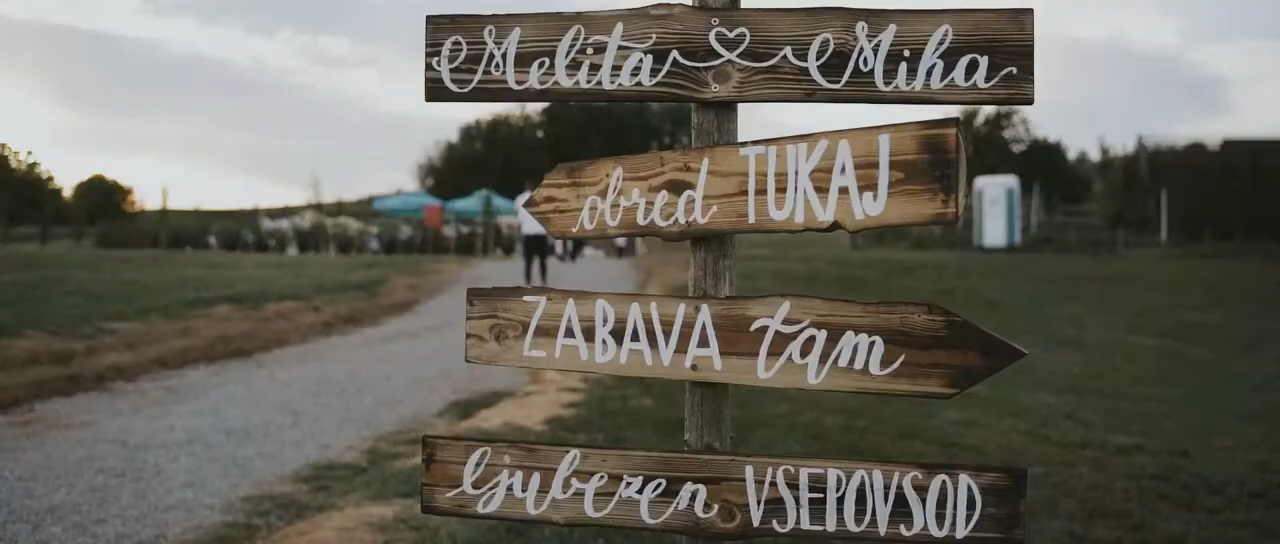 Melita ♡ Miha
obred TUKAJ
ZABAVA tam
ljubezen VSEPOVSOD